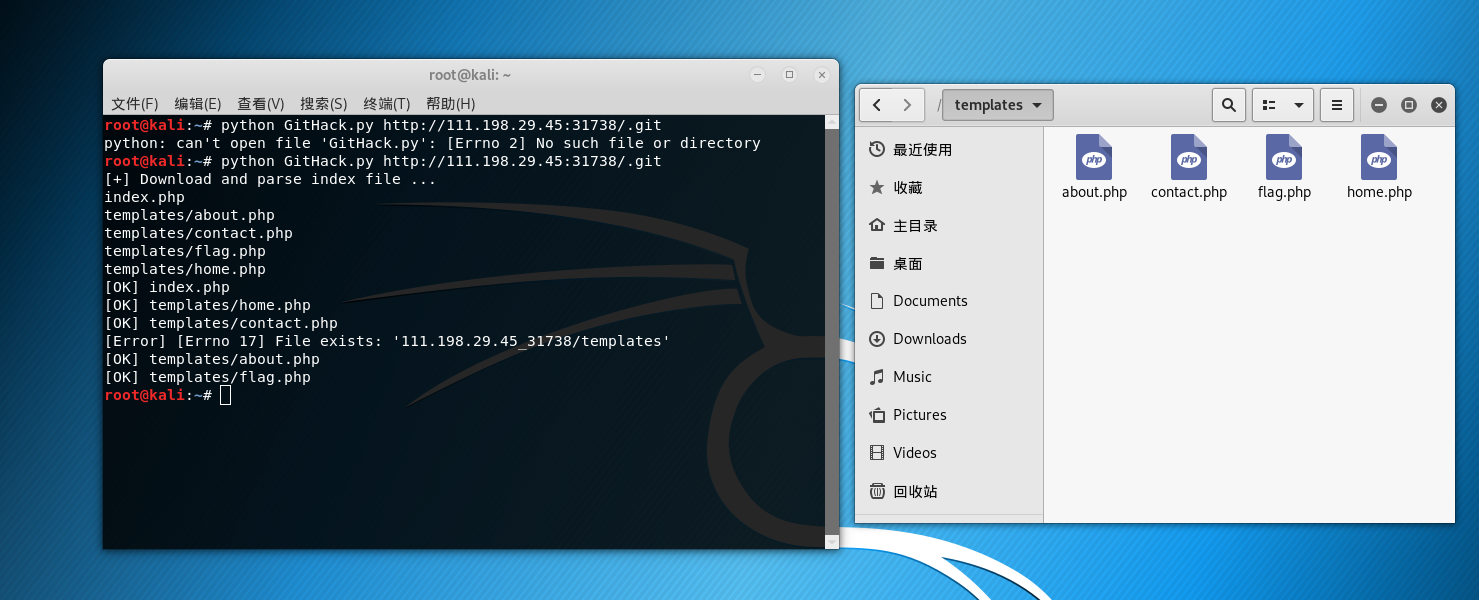 root@kali: ~
文件(F) 编辑(E) 查看(V) 搜索(S) 终端(T) 帮助(H)
root@kali:~# python GitHack.py http://111.198.29.45:31738/.git
python: can't open file 'GitHack.py': [Errno 2] No such file or directory
root@kali:~# python GitHack.py http://111.198.29.45:31738/.git
[+] Download and parse index file ...
index.php
templates/about.php
templates/contact.php
templates/flag.php
templates/home.php
[OK] index.php
[OK] templates/home.php
[OK] templates/contact.php
[Error] [Errno 17] File exists: '111.198.29.45_31738/templates'
[OK] templates/about.php
[OK] templates/flag.php
root@kali:~#
/ templates
最近使用
收藏
主目录
桌面
Documents
Downloads
Music
Pictures
Videos
回收站
php php php php
about.php contact.php flag.php home.php